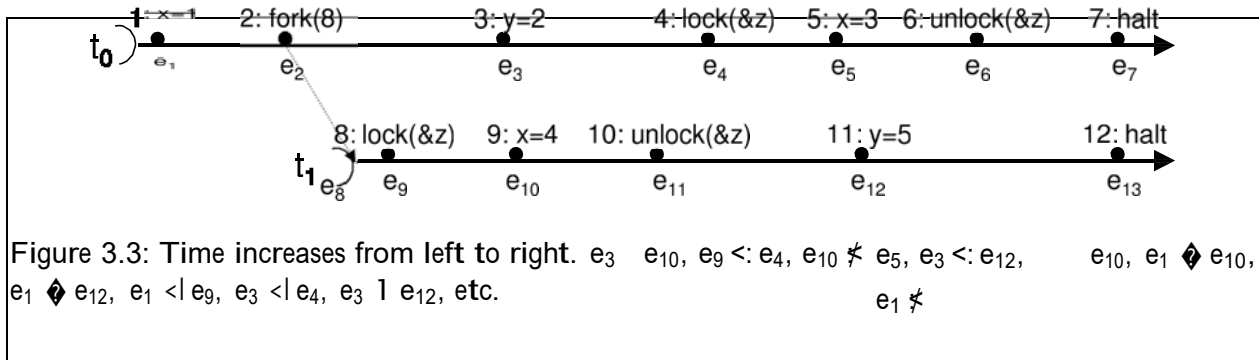 1: x=1 2: fork(8) 3: y=2 4: lock(&z) 5: x=3 6: unlock(&z) 7: halt
t0
e1 e2 e3 e4 e5 e6 e7
8: lock(&z) 9: x=4 10: unlock(&z) 11: y=5 12: halt
t1
e8 e9 e10 e11 e12 e13
Figure 3.3: Time increases from left to right. e3 e10, e9 <: e4, e10 ≮ e5, e3 <: e12, e10, e1 � e10,
e1 � e12, e1 <l e9, e3 <l e4, e3 1 e12, etc.
e1 ≮